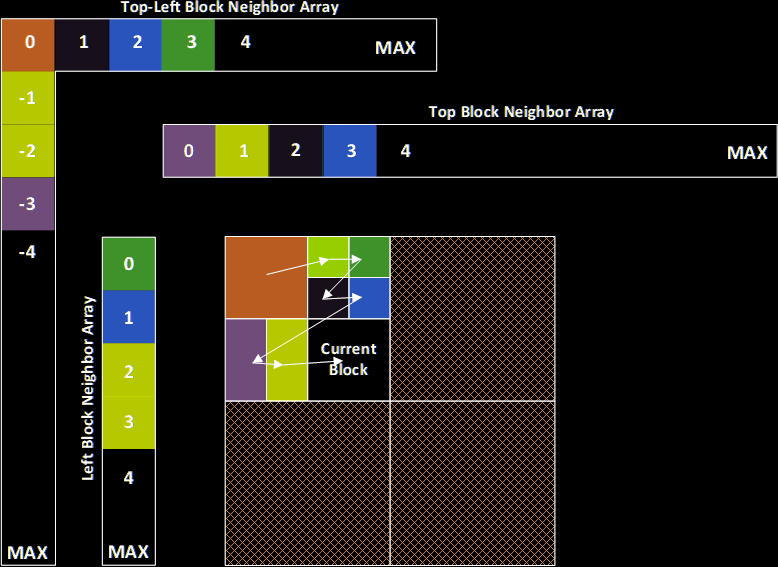 Top-Left Block Neighbor Array
0 1 2 3 4 MAX
-1
-2
-3
-4
MAX
Top Block Neighbor Array
0 1 2 3 4 MAX
Left Block Neighbor Array
0
1
2
3
4
MAX
Current
Block